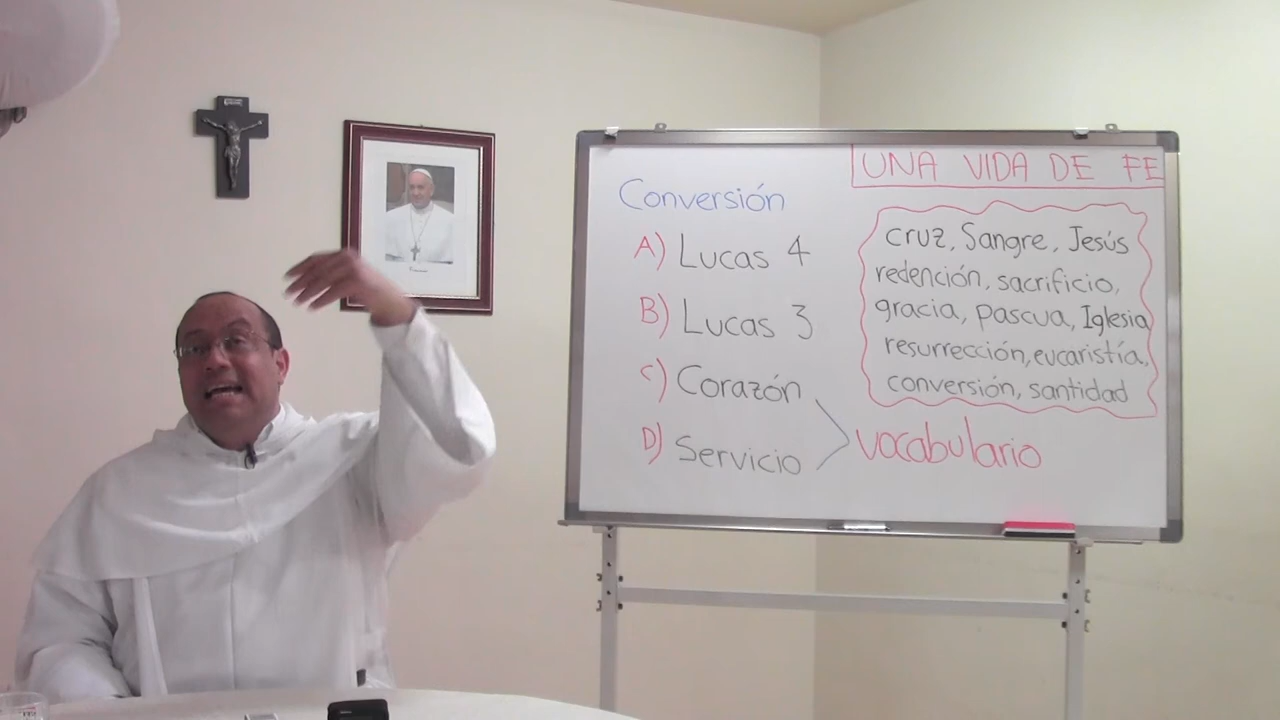 UNA VIDA DE FE
Conversión
A) Lucas 4
B) Lucas 3
C) Corazón
D) Servicio
cruz, Sangre, Jesús
redención, sacrificio,
gracia, pascua, Iglesia
resurrección, eucaristía,
conversión, santidad
vocabulario